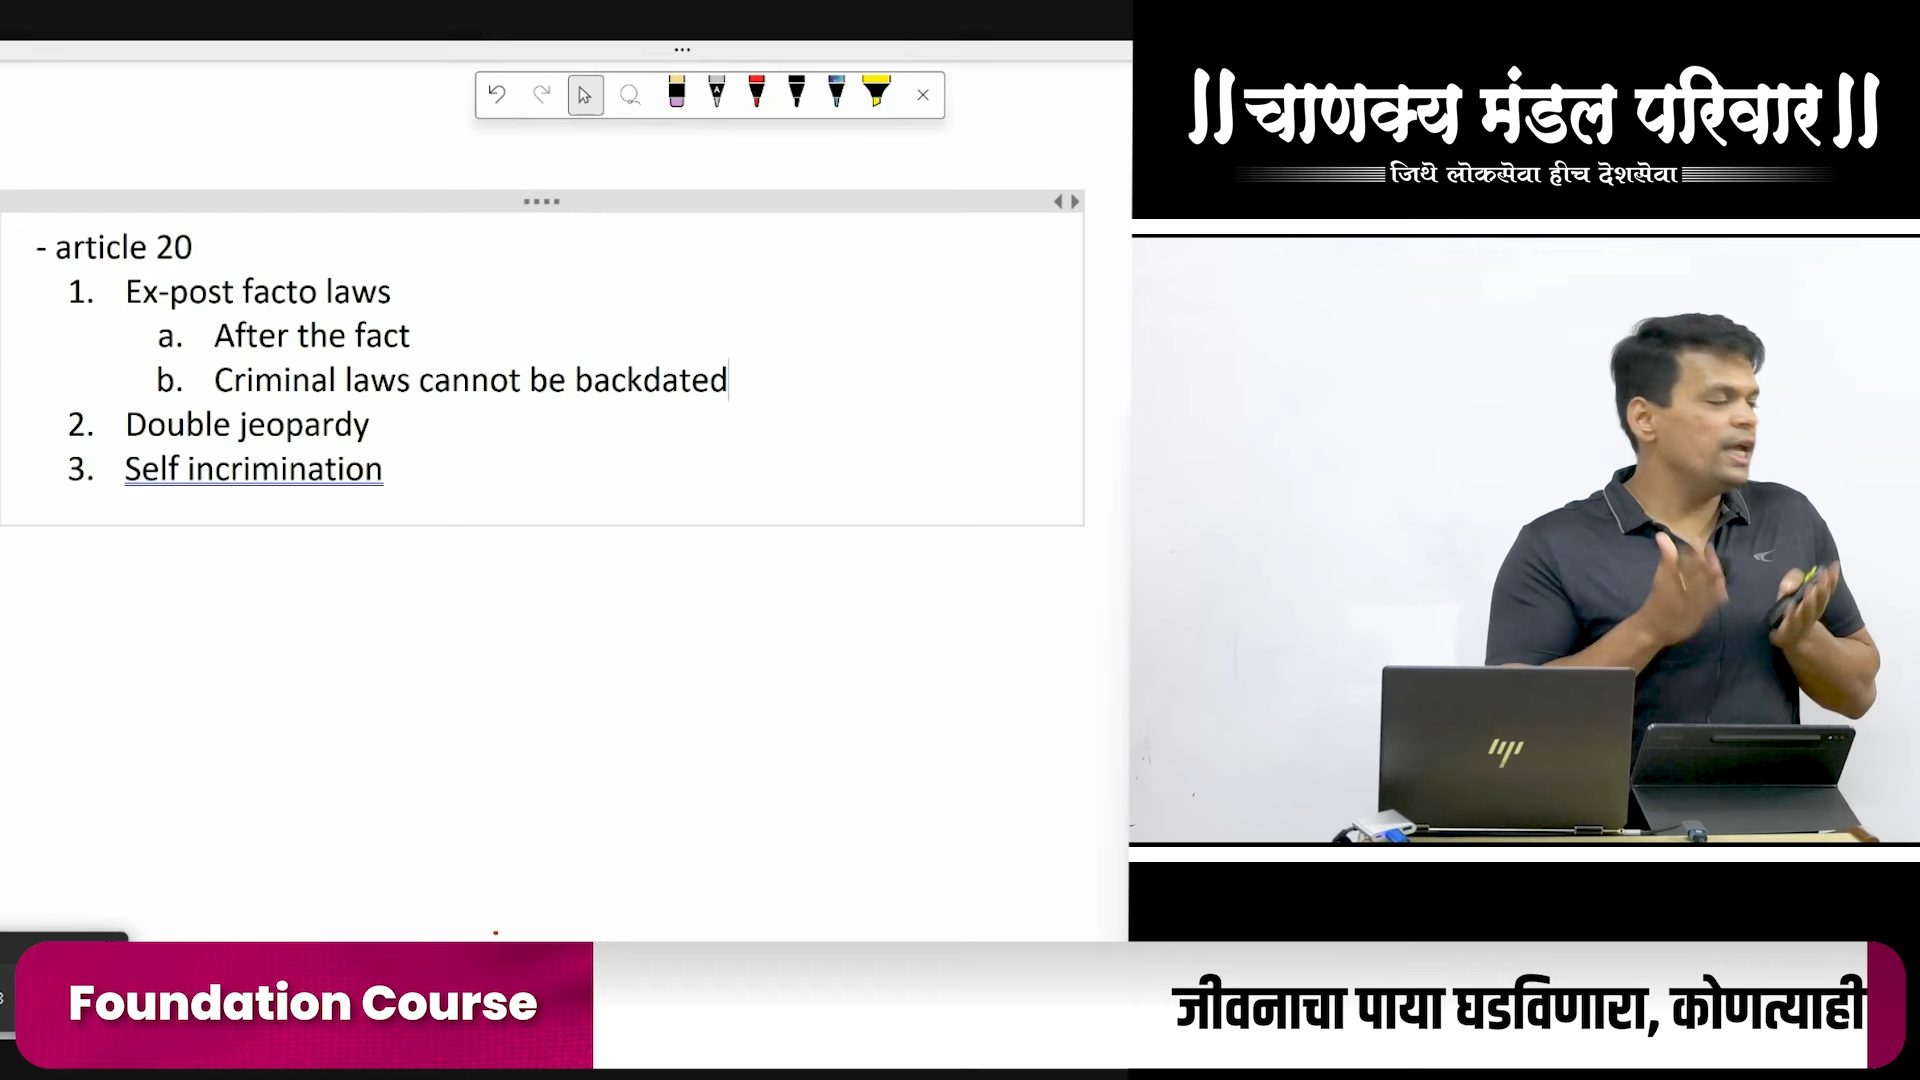 - article 20
1. Ex-post facto laws
a. After the fact
b. Criminal laws cannot be backdated
2. Double jeopardy
3. Self incrimination
॥चाणक्य मंडल परिवार॥
जिथे लोकसेवा हीच देशसेवा
hp
Foundation Course
जीवनाचा पाया घडविणारा, कोणत्याही